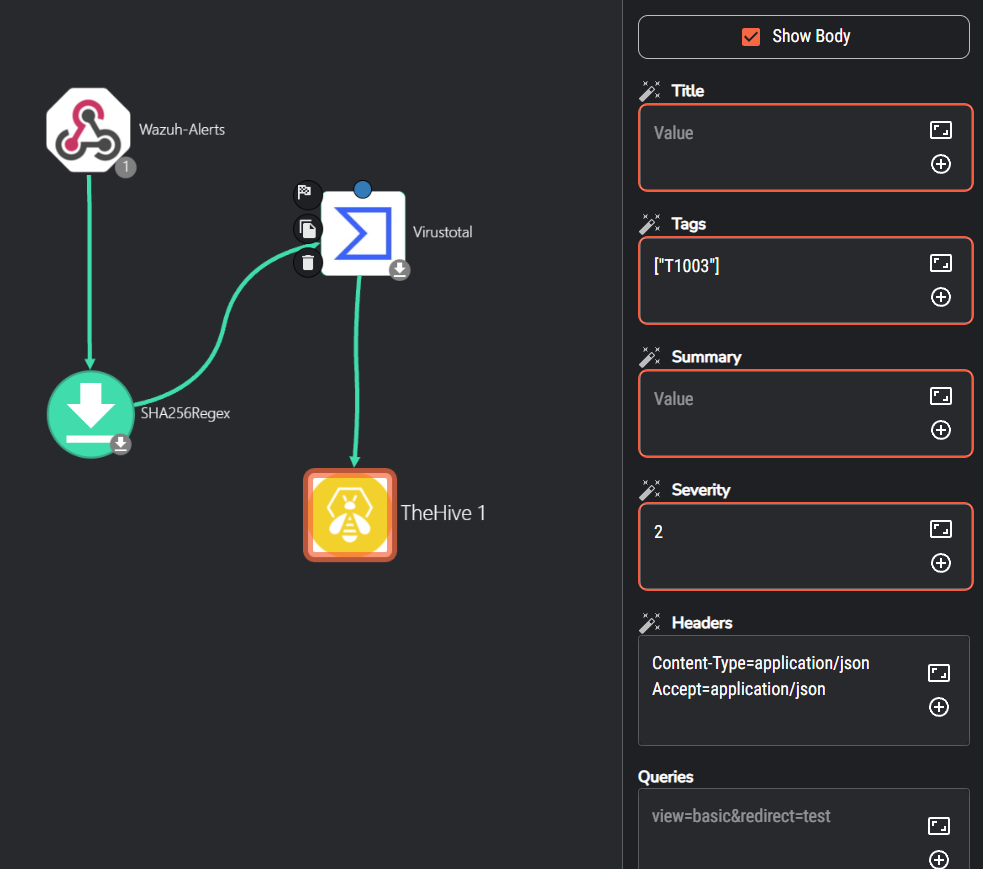 Wazuh-Alerts
1
Virustotal
SHA256Regex
TheHive 1
Show Body
Title
Value
Tags
["T1003"]
Summary
Value
Severity
2
Headers
Content-Type=application/json
Accept=application/json
Queries
view=basic&redirect=test